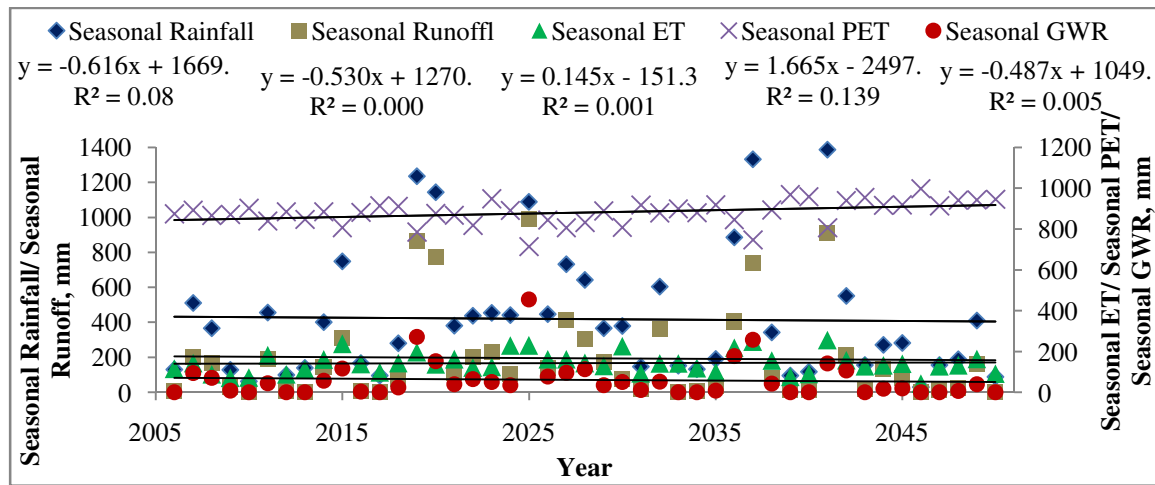 Seasonal Rainfall Seasonal Runoffl Seasonal ET Seasonal PET Seasonal GWR
y = -0.616x + 1669. y = -0.530x + 1270. y = 0.145x - 151.3 y = 1.665x - 2497. y = -0.487x + 1049.
R² = 0.08 R² = 0.000 R² = 0.001 R² = 0.139 R² = 0.005
Seasonal Rainfall/ Seasonal
Runoff, mm
1400
1200
1000
800
600
400
200
0
1200
1000
800
600
400
200
0
Seasonal ET/ Seasonal PET/
Seasonal GWR, mm
2005 2015 2025 2035 2045
Year